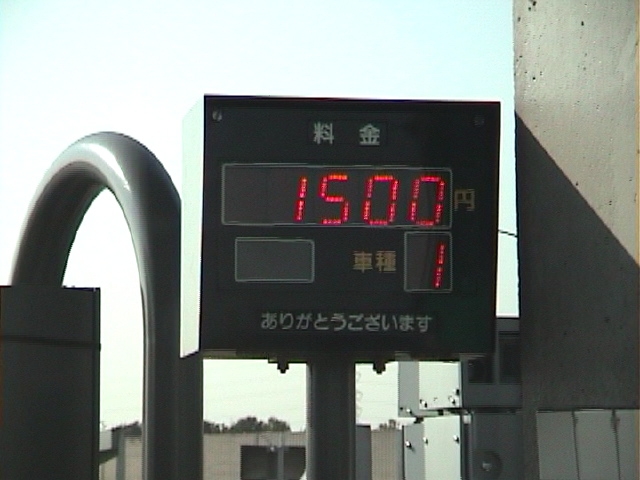 料金
1500円
車種 1
ありがとうございます